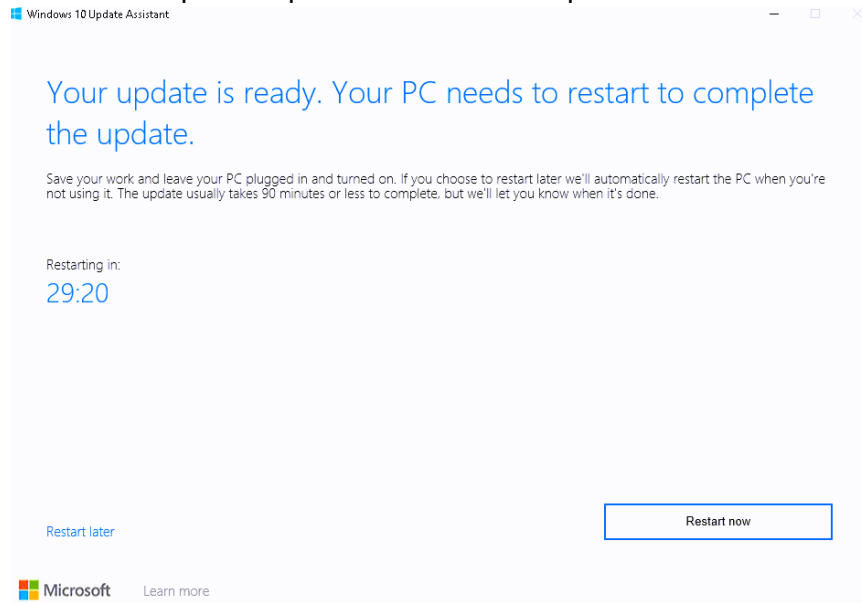 Windows 10 Update Assistant
Your update is ready. Your PC needs to restart to complete
the update.
Save your work and leave your PC plugged in and turned on. If you choose to restart later we'll automatically restart the PC when you're
not using it. The update usually takes 90 minutes or less to complete, but we'll let you know when it's done.
Restarting in:
29:20
Restart later
Restart now
Microsoft
Learn more